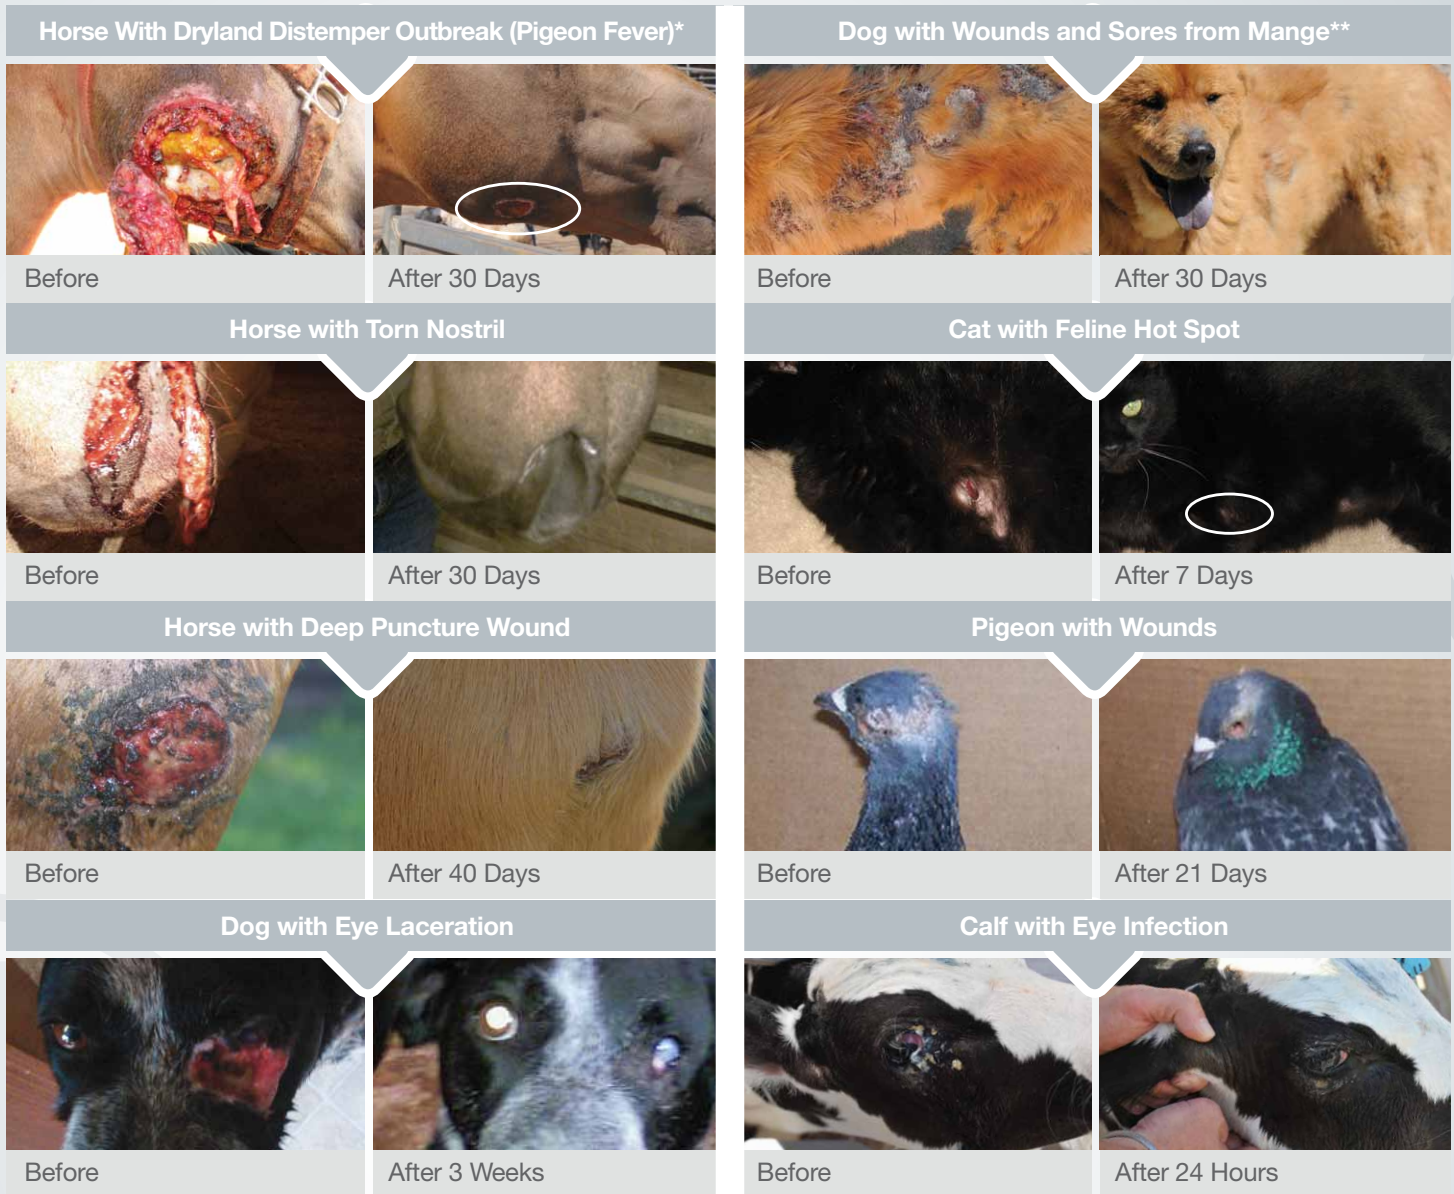 Horse With Dryland Distemper Outbreak (Pigeon Fever)*
Before
After 30 Days
Horse with Torn Nostril
Before
After 30 Days
Horse with Deep Puncture Wound
Before
After 40 Days
Dog with Eye Laceration
Before
After 3 Weeks
Dog with Wounds and Sores from Mange**
Before
After 30 Days
Cat with Feline Hot Spot
Before
After 7 Days
Pigeon with Wounds
Before
After 21 Days
Calf with Eye Infection
Before
After 24 Hours